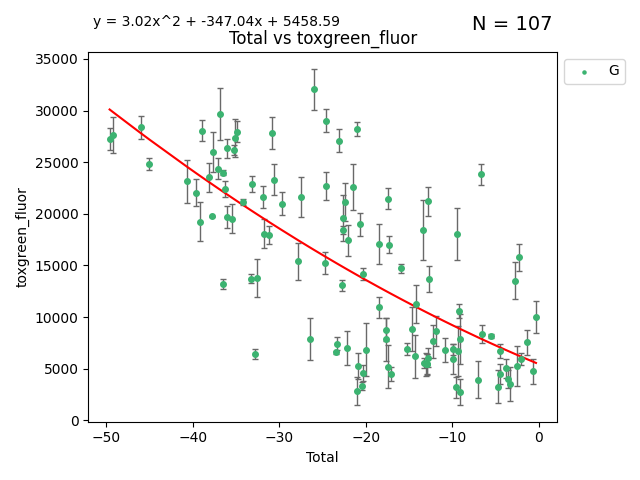 y = 3.02x^2 + -347.04x + 5458.59
N = 107
Total vs toxgreen_fluor
G
35000
30000
25000
20000
15000
10000
5000
0
toxgreen_fluor
−50 −40 −30 −20 −10 0
Total